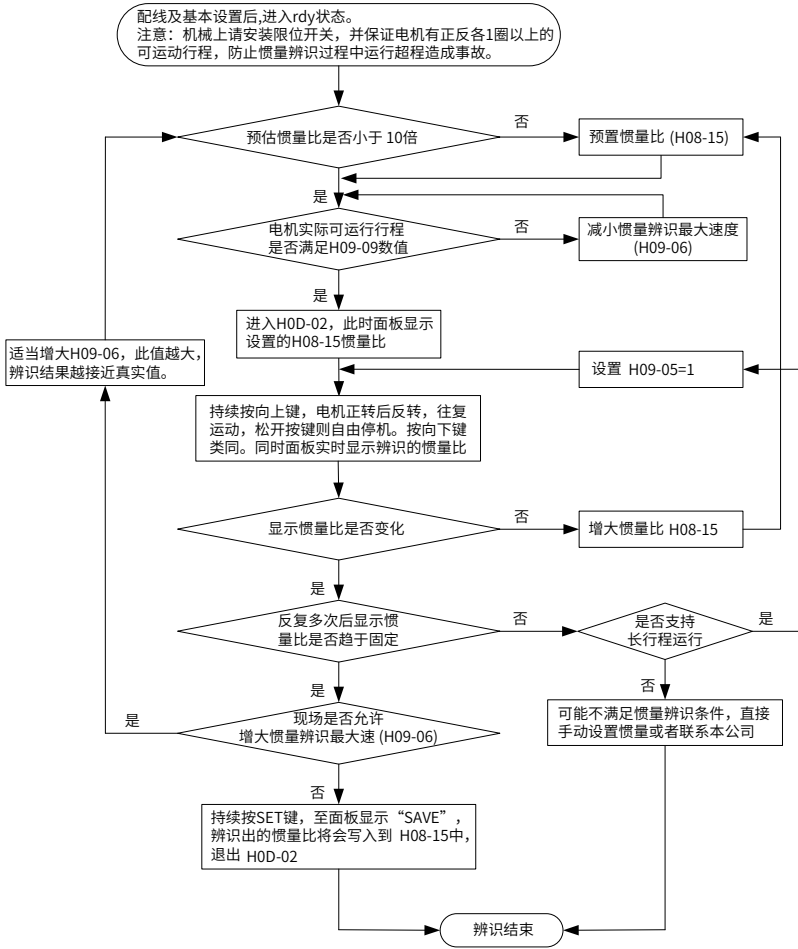 配线及基本设置后,进入rdy状态。
注意：机械上请安装限位开关，并保证电机有正反各1圈以上的
可运动行程，防止惯量辨识过程中运行超程造成事故。
预估惯量比是否小于 10倍
否
预置惯量比 (H08-15)
是
电机实际可运行行程
是否满足H09-09数值
否
减小惯量辨识最大速度
(H09-06)
是
进入H0D-02，此时面板显示
设置的H08-15惯量比
适当增大H09-06，此值越大，
辨识结果越接近真实值。
设置 H09-05=1
持续按向上键，电机正转后反转，往复
运动，松开按键则自由停机。按向下键
类同。同时面板实时显示辨识的惯量比
显示惯量比是否变化
否
增大惯量比 H08-15
是
反复多次后显示惯
量比是否趋于固定
否
是否支持
长行程运行
是
是
否
现场是否允许
增大惯量辨识最大速 (H09-06)
是
可能不满足惯量辨识条件，直接
手动设置惯量或者联系本公司
否
持续按SET键，至面板显示“SAVE”，
辨识出的惯量比将会写入到 H08-15中，
退出 H0D-02
辨识结束